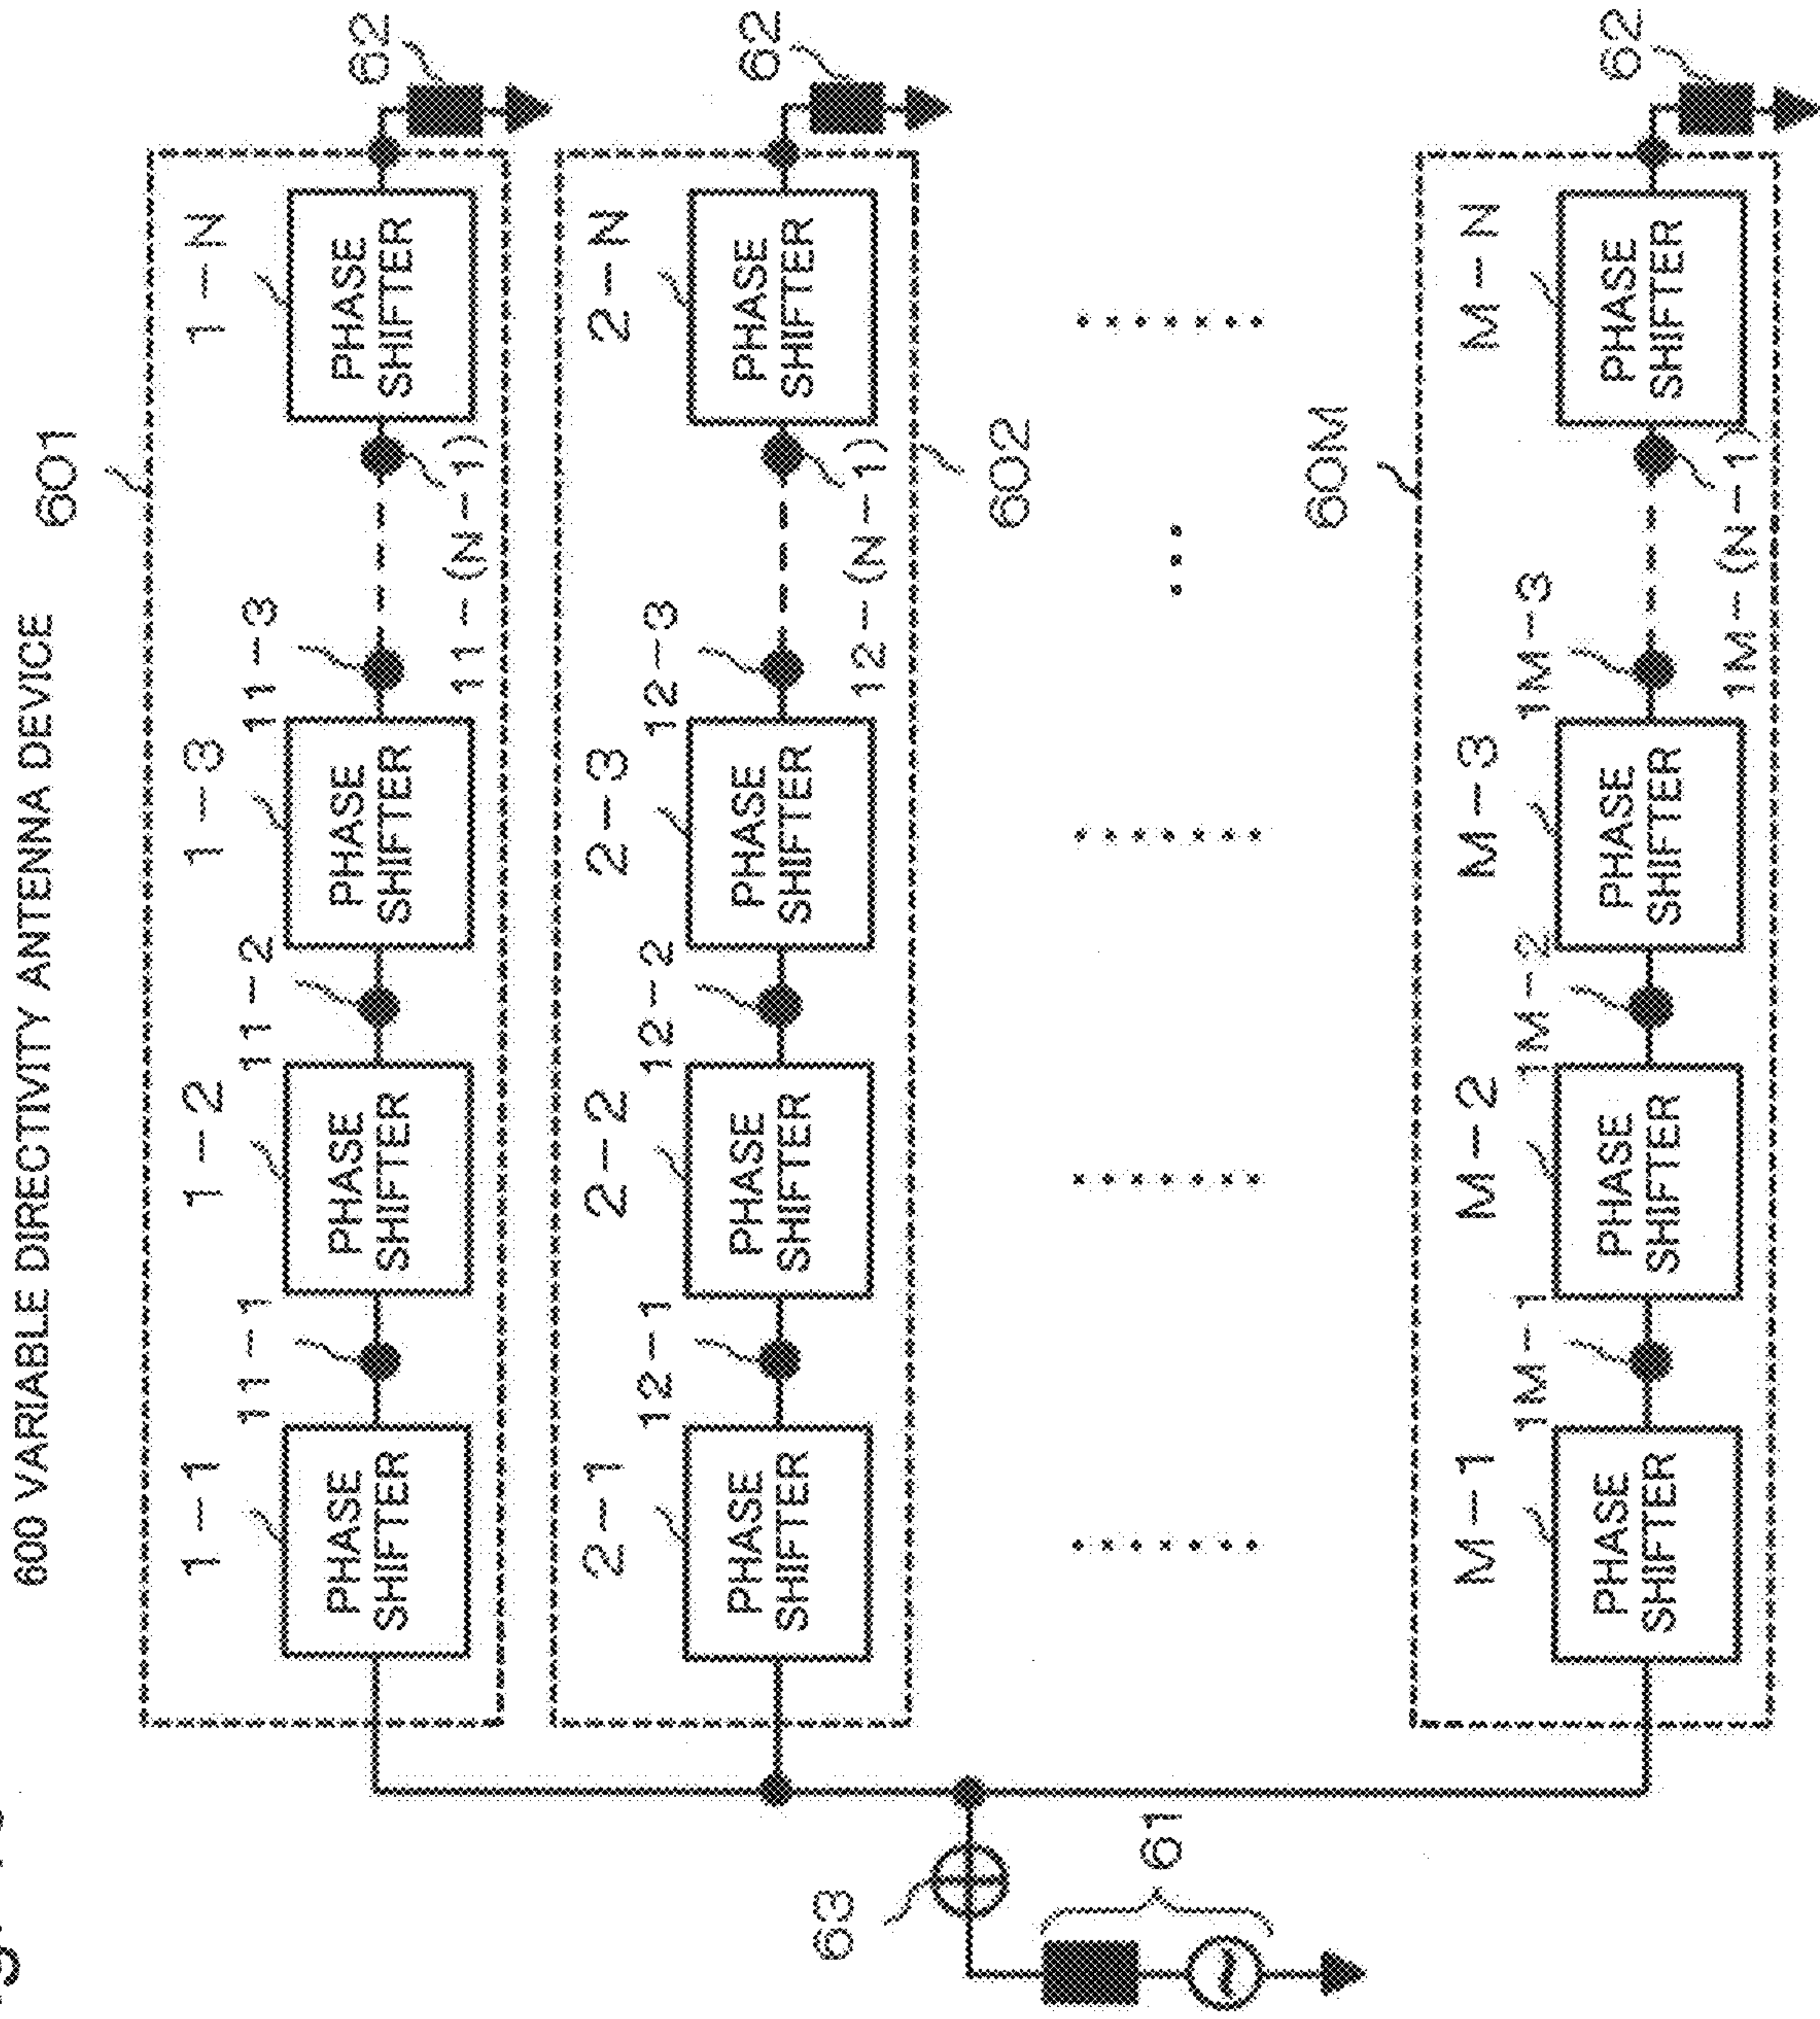 600 VARIABLE DIRECTIVITY ANTENNA DEVICE
601
1-1
11-1
1-2
11-2
1-3
11-3
11-(N-1)
1-N
62
PHASE SHIFTER
PHASE SHIFTER
PHASE SHIFTER
PHASE SHIFTER
2-1
12-1
2-2
12-2
2-3
12-3
12-(N-1)
2-N
62
PHASE SHIFTER
PHASE SHIFTER
PHASE SHIFTER
PHASE SHIFTER
602
63
61
60M
M-1
1M-1
M-2
1M-2
M-3
1M-3
1M-(N-1)
M-N
62
PHASE SHIFTER
PHASE SHIFTER
PHASE SHIFTER
PHASE SHIFTER